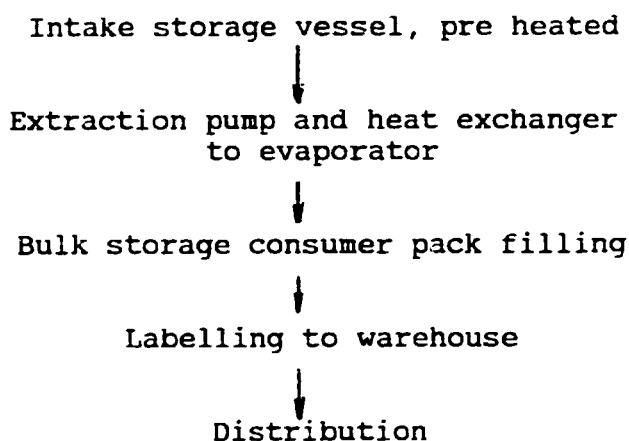 Intake storage vessel, pre heated
Extraction pump and heat exchanger
to evaporator
Bulk storage consumer pack filling
Labelling to warehouse
Distribution